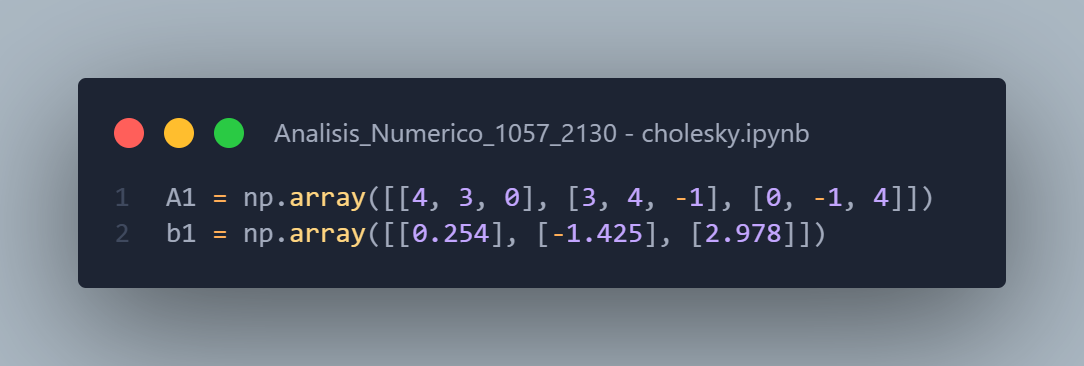 Analisis_Numerico_1057_2130 - cholesky.ipynb
1 A1 = np.array([[4, 3, 0], [3, 4, -1], [0, -1, 4]])
2 b1 = np.array([[0.254], [-1.425], [2.978]])